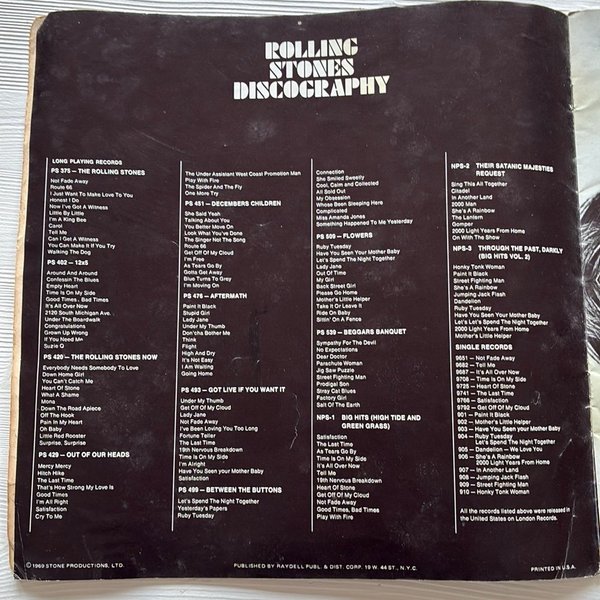 ROLLING
STONES
DISCOGRAPHY
LONG PLAYING RECORDS
PS 375 — THE ROLLING STONES
Not Fade Away
Route 66
I Just Want To Make Love To You
Honest I Do
Now I've Got A Witness
Little By Little
I'm a King Bee
Carol
Tell Me
Can I Get A Witness
You Can Make It If You Try
Walking The Dog
PS 402 — 12x5
Around And Around
Confessin The Blues
Empty Heart
Time Is On My Side
Good Times, Bad Times
It's All Over Now
2120 South Michigan Ave.
Under The Boardwalk
Congratulations
Grown Up Wrong
If You Need Me
Suzie Q
PS 420 — THE ROLLING STONES NOW
Everybody Needs Somebody To Love
Down Home Girl
You Can't Catch Me
Heart Of Stone
What A Shame
Mona
Down The Road Apiece
Off The Hook
Pain In My Heart
Oh Baby
Little Red Rooster
Surprise, Surprise
PS 429 — OUT OF OUR HEADS
Mercy Mercy
Hitch Hike
The Last Time
That's How Strong My Love Is
Good Times
I'm All Right
Satisfaction
Cry To Me
The Under Assistant West Coast Promotion Man
Play With Fire
The Spider And The Fly
One More Try
PS 451 — DECEMBERS CHILDREN
She Said Yeah
Talking About You
You Better Move On
Look What You've Done
The Singer Not The Song
Route 66
Get Off Of My Cloud
I'm Free
As Tears Go By
Gotta Get Away
Blue Turns To Grey
I'm Moving On
PS 476 — AFTERMATH
Paint It Black
Stupid Girl
Lady Jane
Under My Thumb
Don'cha Bother Me
Think
Flight
High And Dry
It's Not Easy
I Am Waiting
Going Home
PS 493 — GOT LIVE IF YOU WANT IT
Under My Thumb
Get Off Of My Cloud
Lady Jane
Not Fade Away
I've Been Loving You Too Long
Fortune Teller
The Last Time
19th Nervous Breakdown
Time Is On My Side
I'm Alright
Have You Seen your Mother Baby
Satisfaction
PS 499 — BETWEEN THE BUTTONS
Let's Spend The Night Together
Yesterday's Papers
Ruby Tuesday
Connection
She Smiled Sweetly
Cool, Calm and Collected
All Sold Out
My Obsession
Whose Been Sleeping Here
Complicated
Miss Amanda Jones
Something Happened To Me Yesterday
PS 509 — FLOWERS
Ruby Tuesday
Have You Seen Your Mother Baby
Let's Spend The Night Together
Lady Jane
Out Of Time
My Girl
Back Street Girl
Please Go Home
Mother's Little Helper
Take It Or Leave It
Ride On Baby
Sittin' On A Fence
PS 539 — BEGGARS BANQUET
Sympathy For The Devil
No Expectations
Dear Doctor
Parachute Woman
Jig Saw Puzzle
Street Fighting Man
Prodigal Son
Stray Cat Blues
Factory Girl
Salt Of The Earth
NPS-1 BIG HITS (HIGH TIDE AND
GREEN GRASS)
Satisfaction
The Last Time
As Tears Go By
Time Is On My Side
It's All Over Now
Tell Me
19th Nervous Breakdown
Heart Of Stone
Get Off Of My Cloud
Not Fade Away
Good Times, Bad Times
Play With Fire
NPS-2 THEIR SATANIC MAJESTIES
REQUEST
Sing This All Together
Citadel
In Another Land
2000 Man
She's A Rainbow
The Lantern
Gomper
2000 Light Years From Home
On With The Show
NPS-3 THROUGH THE PAST, DARKLY
(BIG HITS VOL. 2)
Honky Tonk Woman
Paint It Black
Street Fighting Man
She's A Rainbow
Jumping Jack Flash
Dandelion
Ruby Tuesday
Have You Seen Your Mother Baby
Let's Spend The Night Together
2000 Light Years From Home
Mother's Little Helper
SINGLE RECORDS
9651 — Not Fade Away
9682 — Tell Me
9687 — It's All Over Now
9708 — Time Is On My Side
9725 — Heart Of Stone
9741 — The Last Time
9766 — Satisfaction
9792 — Get Off Of My Cloud
901 — Paint It Black
902 — Mother's Little Helper
903 — Have You Seen your Mother Baby
904 — Ruby Tuesday
Let's Spend The Night Together
905 — Dandelion — We Love You
906 — She's A Rainbow
2000 Light Years From Home
907 — In Another Land
908 — Jumping Jack Flash
909 — Street Fighting Man
910 — Honky Tonk Woman
All the records listed above were released in
the United States on London Records.
© 1969 STONE PRODUCTIONS, LTD.
PUBLISHED BY RAYDELL PUBL. & DIST. CORP. 19 W. 44 ST., N.Y.C.
PRINTED IN U.S.A.